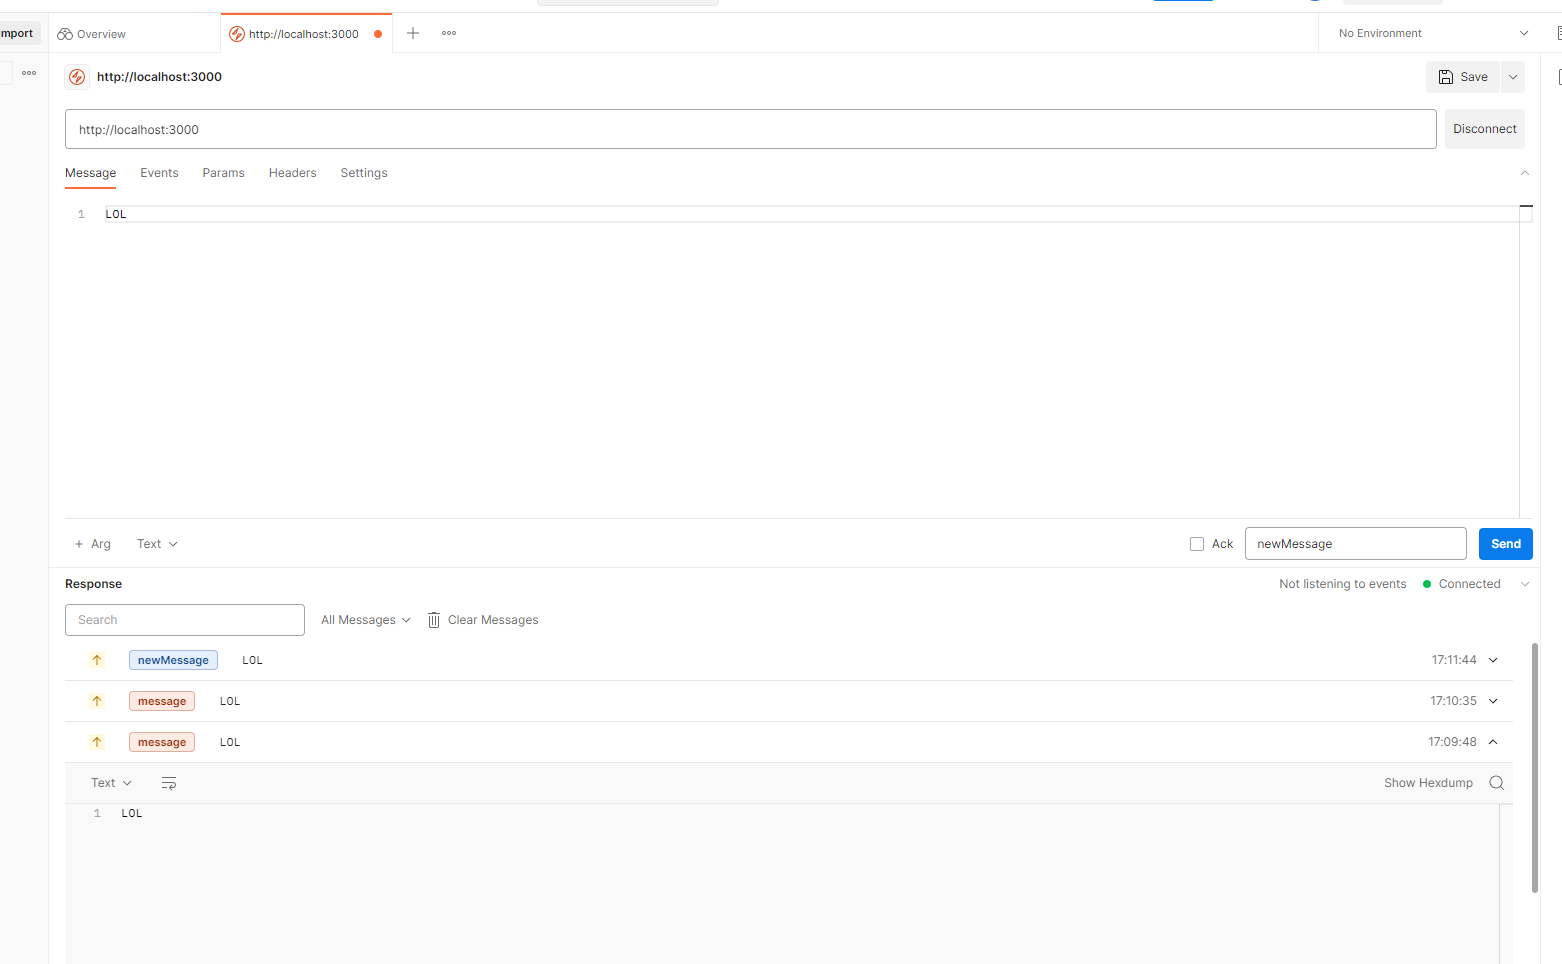 mport
Overview
http://localhost:3000
No Environment
http://localhost:3000
Save
http://localhost:3000
Disconnect
Message Events Params Headers Settings
1 LOL
+ Arg Text
Ack newMessage Send
Response
Not listening to events Connected
Search All Messages Clear Messages
newMessage LOL 17:11:44
message LOL 17:10:35
message LOL 17:09:48
Text Show Hexdump
1 LOL